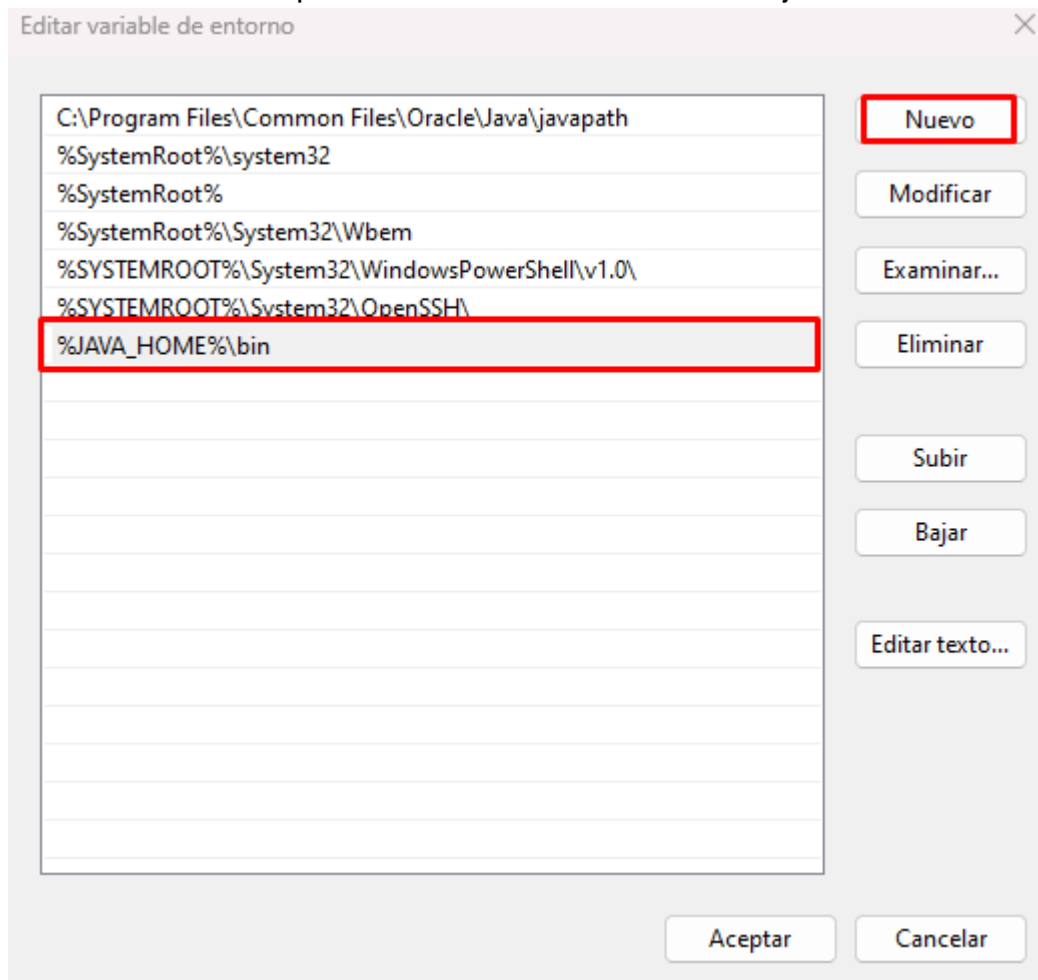 Editar variable de entorno
C:\Program Files\Common Files\Oracle\Java\javapath
Nuevo
%SystemRoot%\system32
%SystemRoot%
Modificar
%SystemRoot%\System32\Wbem
%SYSTEMROOT%\System32\WindowsPowerShell\v1.0\
Examinar...
%SYSTEMROOT%\System32\OpenSSH\
%JAVA_HOME%\bin
Eliminar
Subir
Bajar
Editar texto...
Aceptar
Cancelar